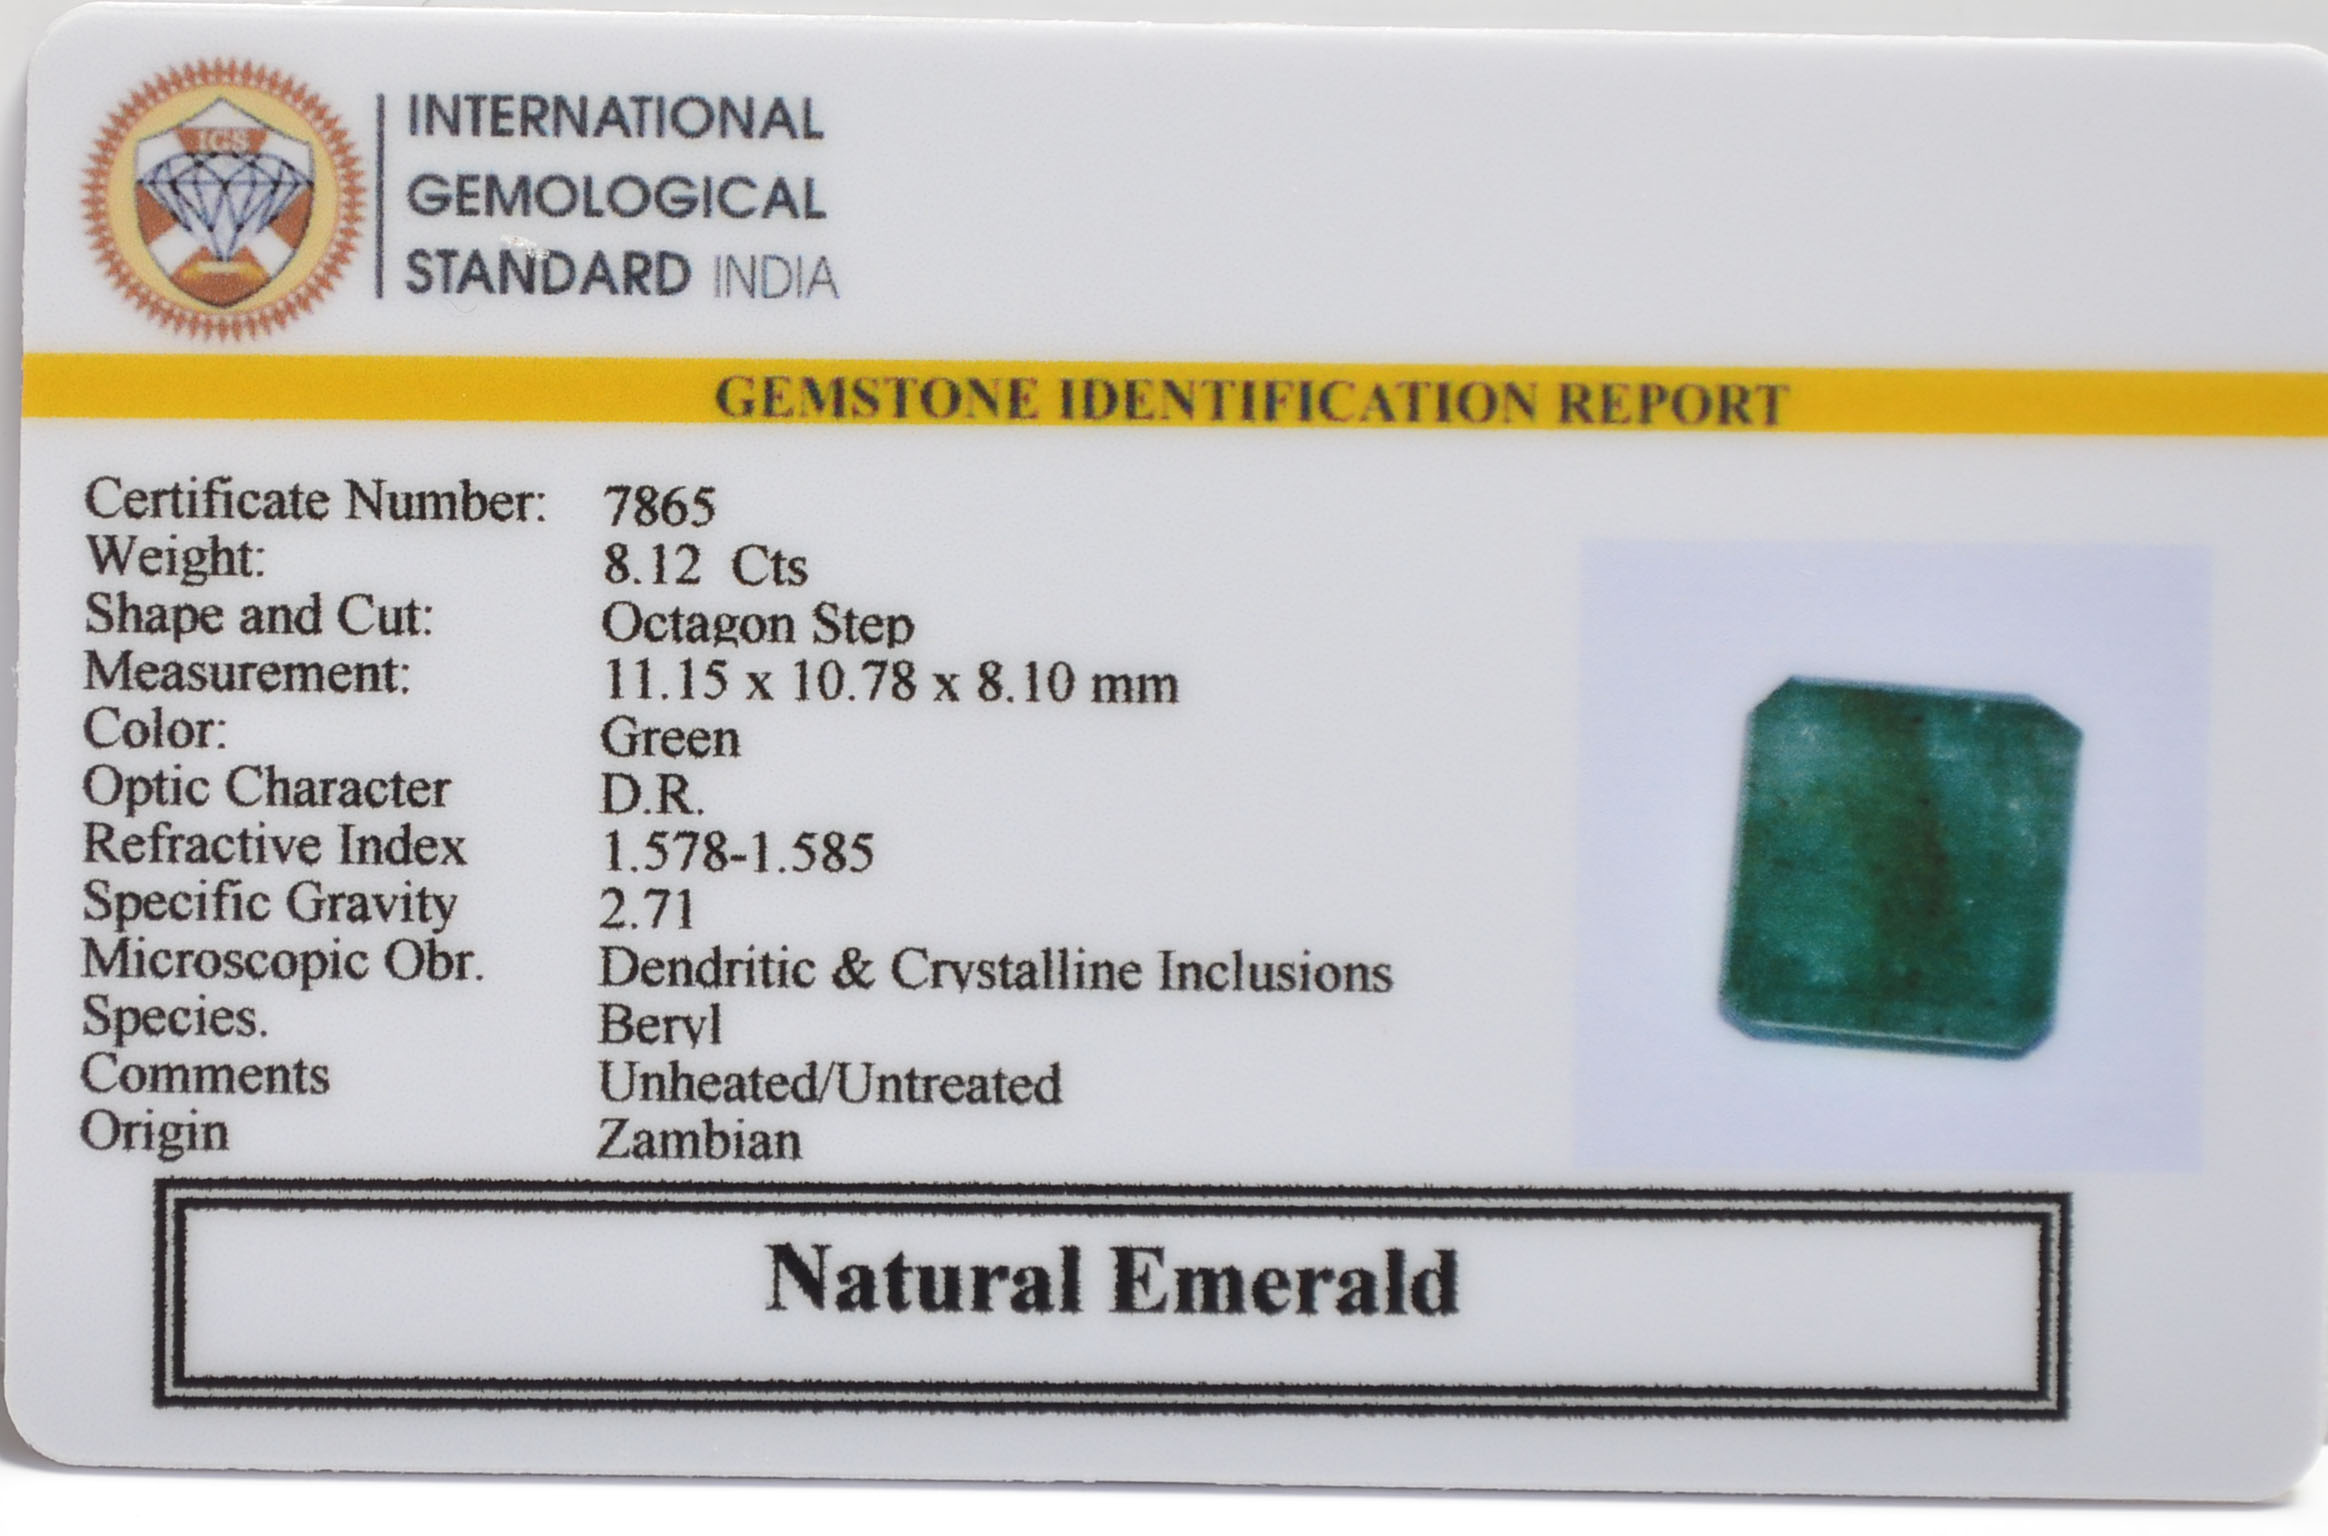 IGS
INTERNATIONAL
GEMOLOGICAL
STANDARD INDIA
GEMSTONE IDENTIFICATION REPORT
Certificate Number: 7865
Weight: 8.12 Cts
Shape and Cut: Octagon Step
Measurement: 11.15 x 10.78 x 8.10 mm
Color: Green
Optic Character D.R.
Refractive Index 1.578-1.585
Specific Gravity 2.71
Microscopic Obr. Dendritic & Crystalline Inclusions
Species. Beryl
Comments Unheated/Untreated
Origin Zambian
Natural Emerald